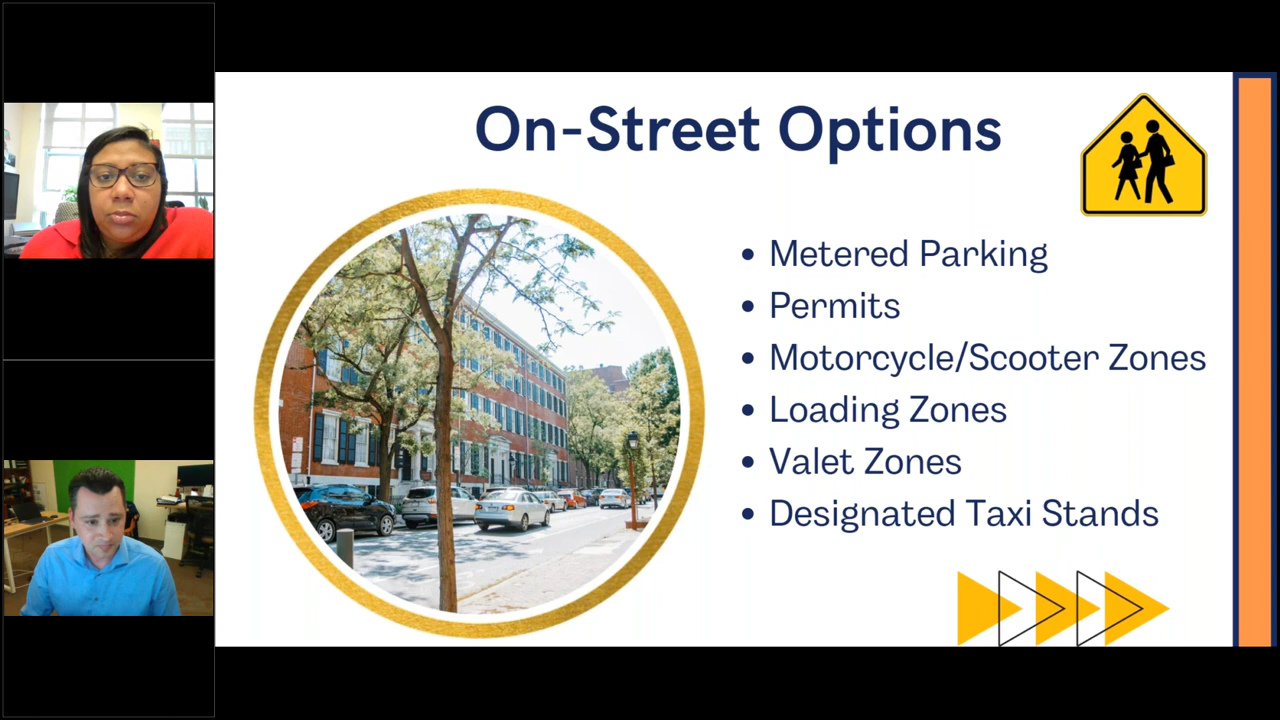 On-Street Options
Metered Parking
Permits
Motorcycle/Scooter Zones
Loading Zones
Valet Zones
Designated Taxi Stands